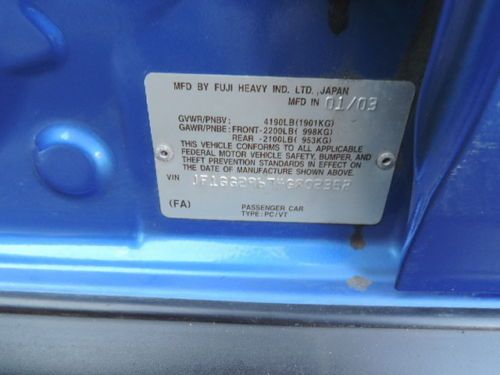 MFD BY FUJI HEAVY IND. LTD., JAPAN
MFD IN 01/03
GVWR/PNBV: 4190LB(1901KG)
GAWR/PNBE: FRONT-2200LB( 998KG)
REAR -2100LB( 953KG)
THIS VEHICLE CONFORMS TO ALL APPLICABLE
FEDERAL MOTOR VEHICLE SAFETY, BUMPER, AND
THEFT PREVENTION STANDARDS IN EFFECT ON
THE DATE OF MANUFACTURE SHOWN ABOVE.
VIN
(FA)
PASSENGER CAR
TYPE: PC/VT